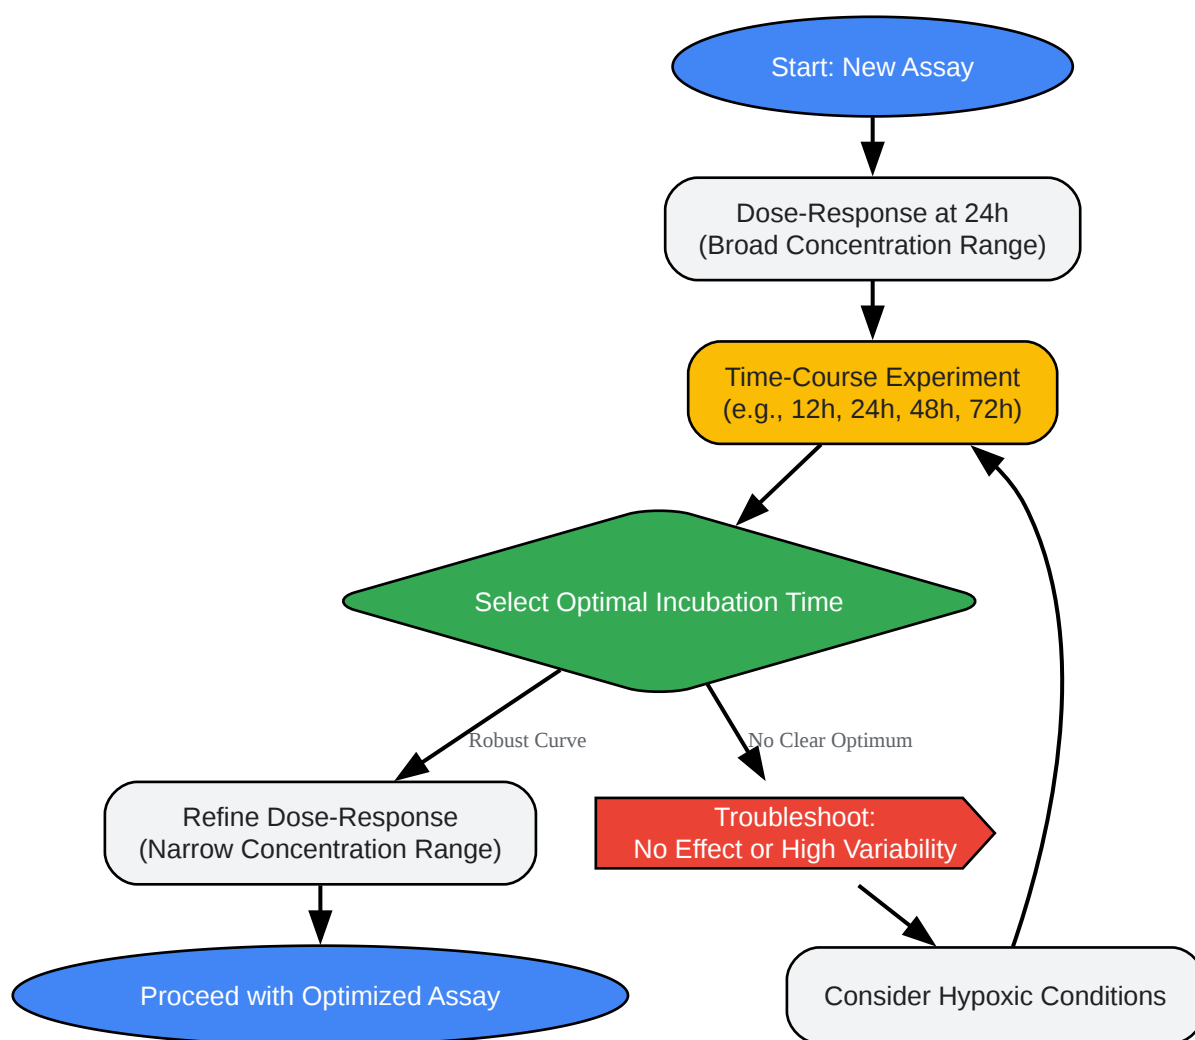 Start: New Assay
Dose-Response at 24h
(Broad Concentration Range)
Time-Course Experiment
(e.g., 12h, 24h, 48h, 72h)
Select Optimal Incubation Time
Robust Curve
No Clear Optimum
Refine Dose-Response
(Narrow Concentration Range)
Troubleshoot:
No Effect or High Variability
Proceed with Optimized Assay
Consider Hypoxic Conditions